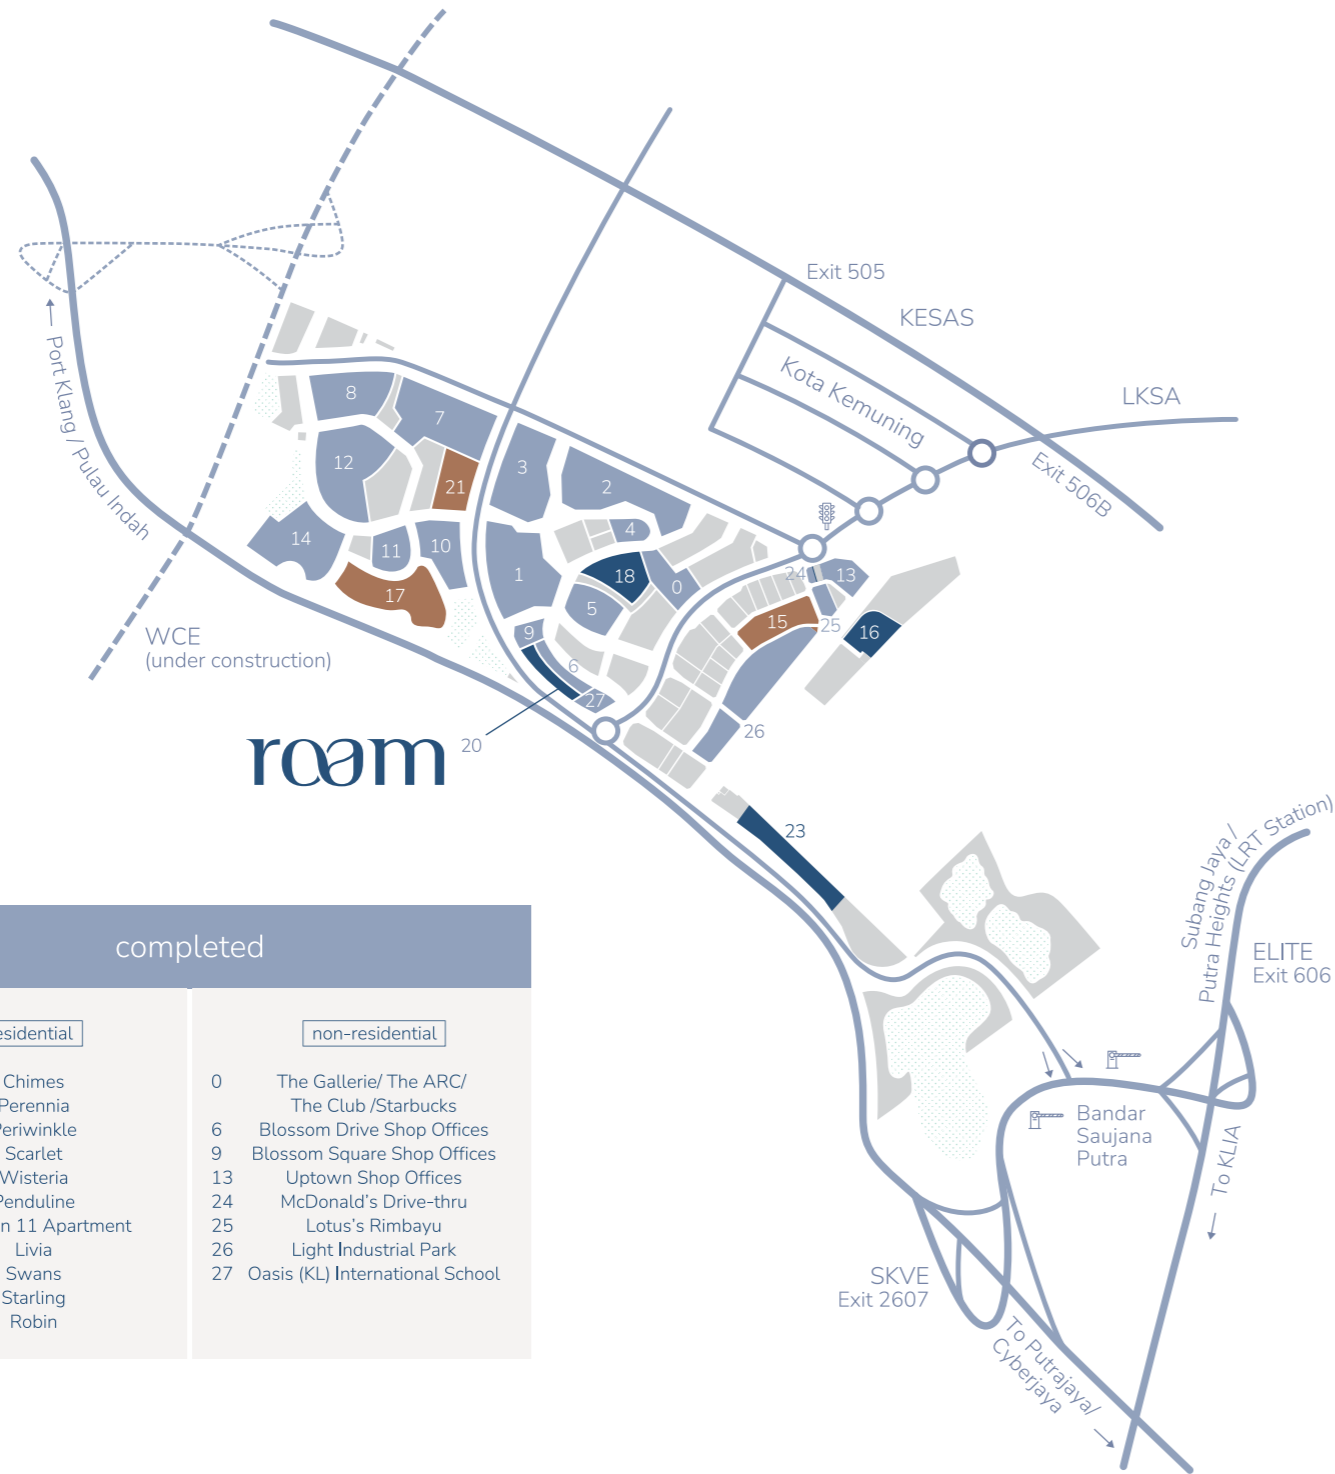 Exit 505
KESAS
LKSA
Kota Kemuning
Exit 506B
Port Klang / Pulau Indah
8
7
3
12
21
2
14
11
10
4
1
18
0
24
13
17
5
15
25
16
9
6
27
WCE
(under construction)
26
roam
20
23
Subang Jaya /
Putra Heights (LRT Station)
ELITE
Exit 606
completed
esidential
Chimes
Perennia
Periwinkle
Scarlet
Wisteria
Penduline
n 11 Apartment
Livia
Swans
Starling
Robin
non-residential
0 The Gallerie/ The ARC/
The Club /Starbucks
6 Blossom Drive Shop Offices
9 Blossom Square Shop Offices
13 Uptown Shop Offices
24 McDonald's Drive-thru
25 Lotus's Rimbayu
26 Light Industrial Park
27 Oasis (KL) International School
Bandar
Saujana
Putra
To KLIA
SKVE
Exit 2607
To Putrajaya/
Cyberjaya